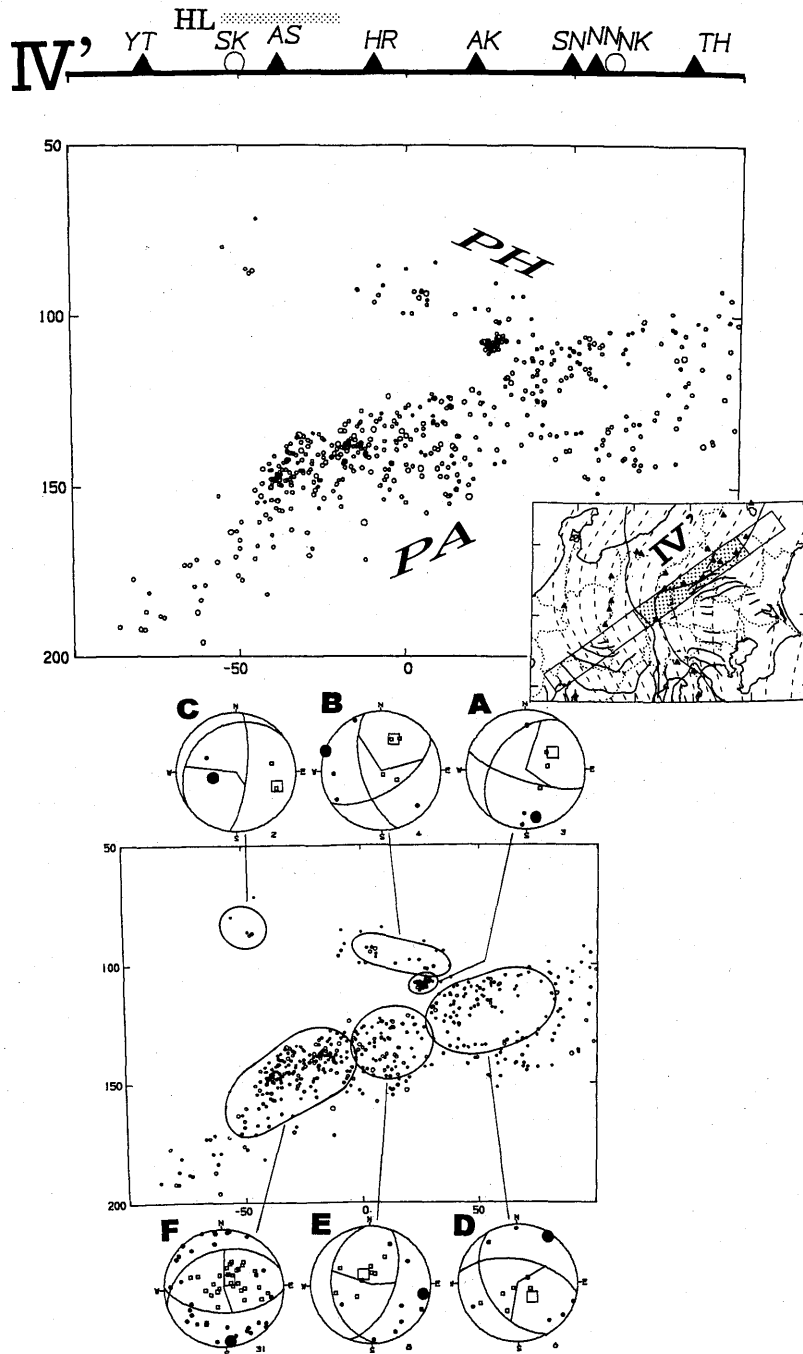 HL
IV' YT SK AS HR AK SN NN NK TH
50
PH
100
150
PA
200
-50 0
IV'
C B A
N N N
W E W E W E
S 2 S 4 S 3
50
100
150
200
-50 0.0 50
F E D
N N N
W E W E W E
S 31 S 8 S 6